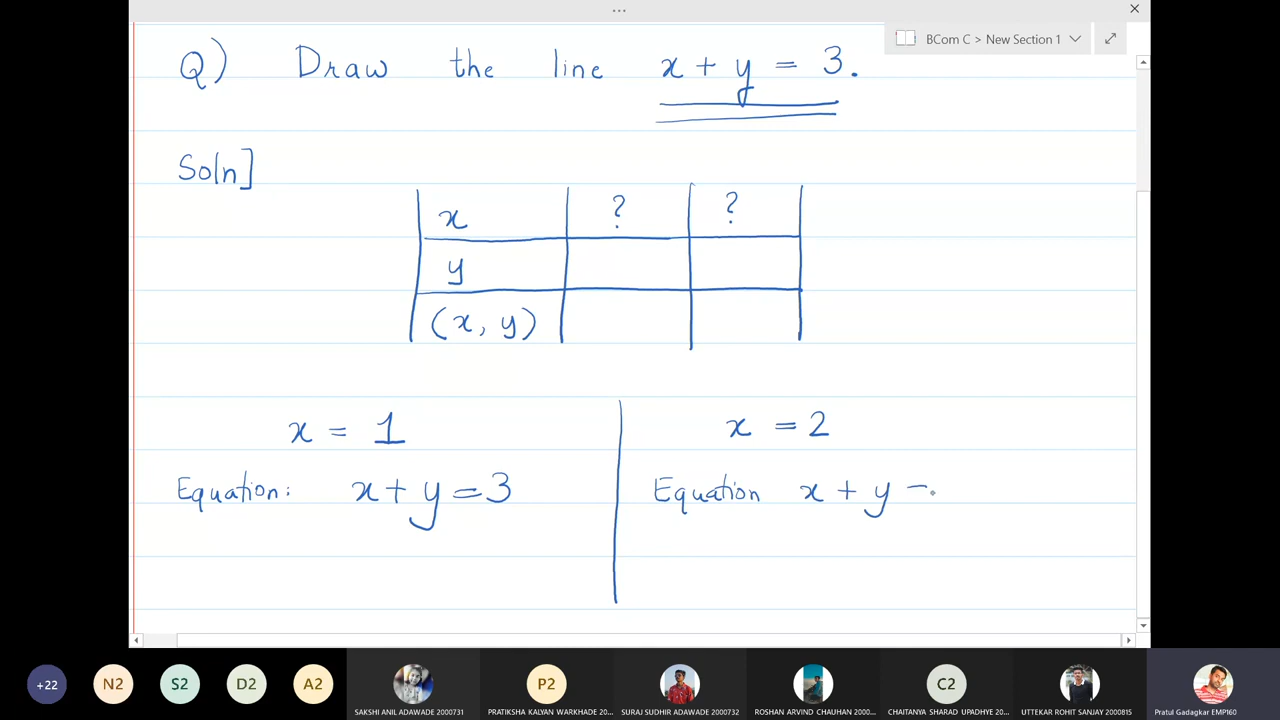 BCom C > New Section 1
Q) Draw the line x + y = 3.
Soln]
x ? ?
y
(x, y)
x = 1
Equation: x + y = 3
x = 2
Equation x + y =
+22 N2 S2 D2 A2 P2 C2
SAKSHI ANIL ADAWADE 2000731
PRATIKSHA KALYAN WARKHADE 20...
SURAJ SUDHIR ADAWADE 2000732
ROSHAN ARVIND CHAUHAN 2000...
CHAITANYA SHARAD UPADHYE 20...
UTTEKAR ROHIT SANJAY 2000815
Pratul Gadagkar EMP160